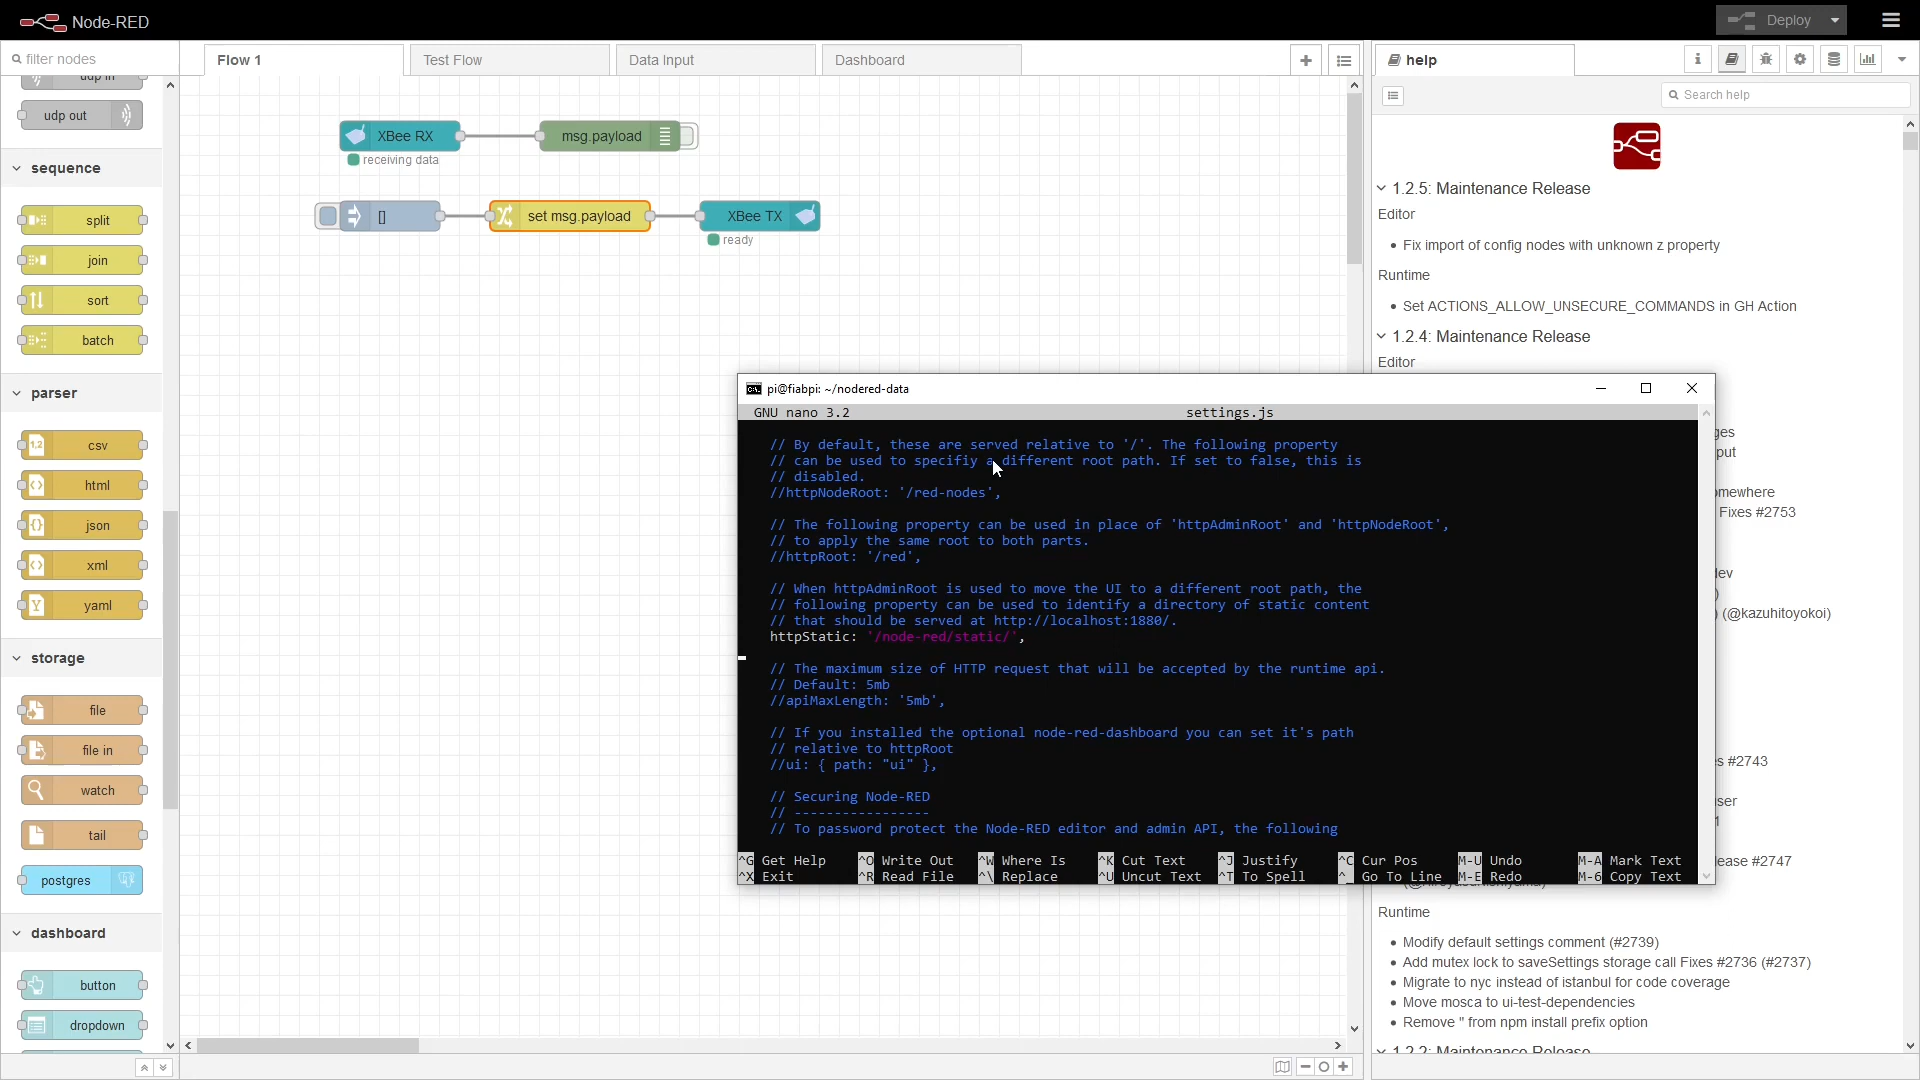 Node-RED
Deploy
filter nodes
Flow 1
Test Flow
Data Input
Dashboard
help
Search help
udp out
sequence
split
join
sort
batch
parser
csv
html
json
xml
yaml
storage
file
file in
watch
tail
postgres
dashboard
button
dropdown
XBee RX
msg.payload
receiving data
[]
set msg.payload
XBee TX
ready
1.2.5: Maintenance Release
Editor
Fix import of config nodes with unknown z property
Runtime
Set ACTIONS_ALLOW_UNSECURE_COMMANDS in GH Action
1.2.4: Maintenance Release
Editor
pi@fiabpi: ~/nodered-data
GNU nano 3.2 settings.js
// By default, these are served relative to '/'. The following property
// can be used to specifiy a different root path. If set to false, this is
// disabled.
//httpNodeRoot: '/red-nodes',
// The following property can be used in place of 'httpAdminRoot' and 'httpNodeRoot',
// to apply the same root to both parts.
//httpRoot: '/red',
// When httpAdminRoot is used to move the UI to a different root path, the
// following property can be used to identify a directory of static content
// that should be served at http://localhost:1880/.
httpStatic: '/node-red/static/',
// The maximum size of HTTP request that will be accepted by the runtime api.
// Default: 5mb
//apiMaxLength: '5mb',
// If you installed the optional node-red-dashboard you can set it's path
// relative to httpRoot
//ui: { path: "ui" },
// Securing Node-RED
// -----------------
// To password protect the Node-RED editor and admin API, the following
^G Get Help ^O Write Out ^W Where Is ^K Cut Text ^J Justify ^C Cur Pos M-U Undo M-A Mark Text
^X Exit ^R Read File ^\ Replace ^U Uncut Text ^T To Spell ^_ Go To Line M-E Redo M-6 Copy Text
Fixes #2753
(@kazuhitoyokoi)
#2743
#2747
Runtime
Modify default settings comment (#2739)
Add mutex lock to saveSettings storage call Fixes #2736 (#2737)
Migrate to nyc instead of istanbul for code coverage
Move mosca to ui-test-dependencies
Remove " from npm install prefix option
1.2.2: Maintenance Release